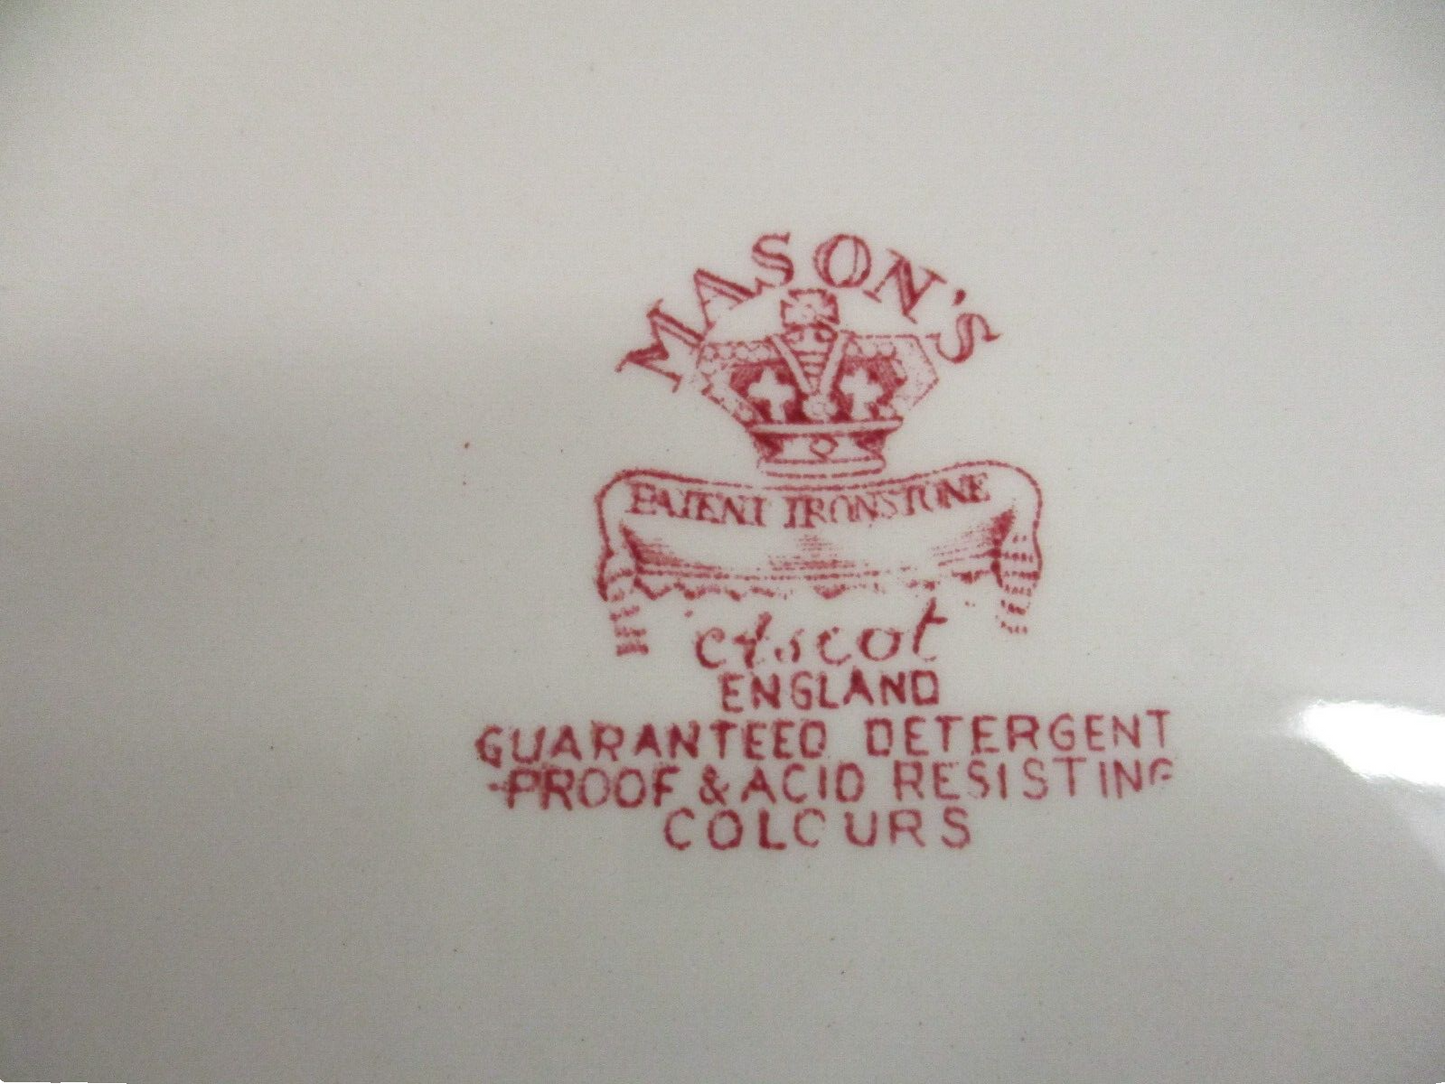 MASON'S
PATENT IRONSTONE
Ascot
ENGLAND
GUARANTEED DETERGENT
-PROOF & ACID RESISTING
COLOURS